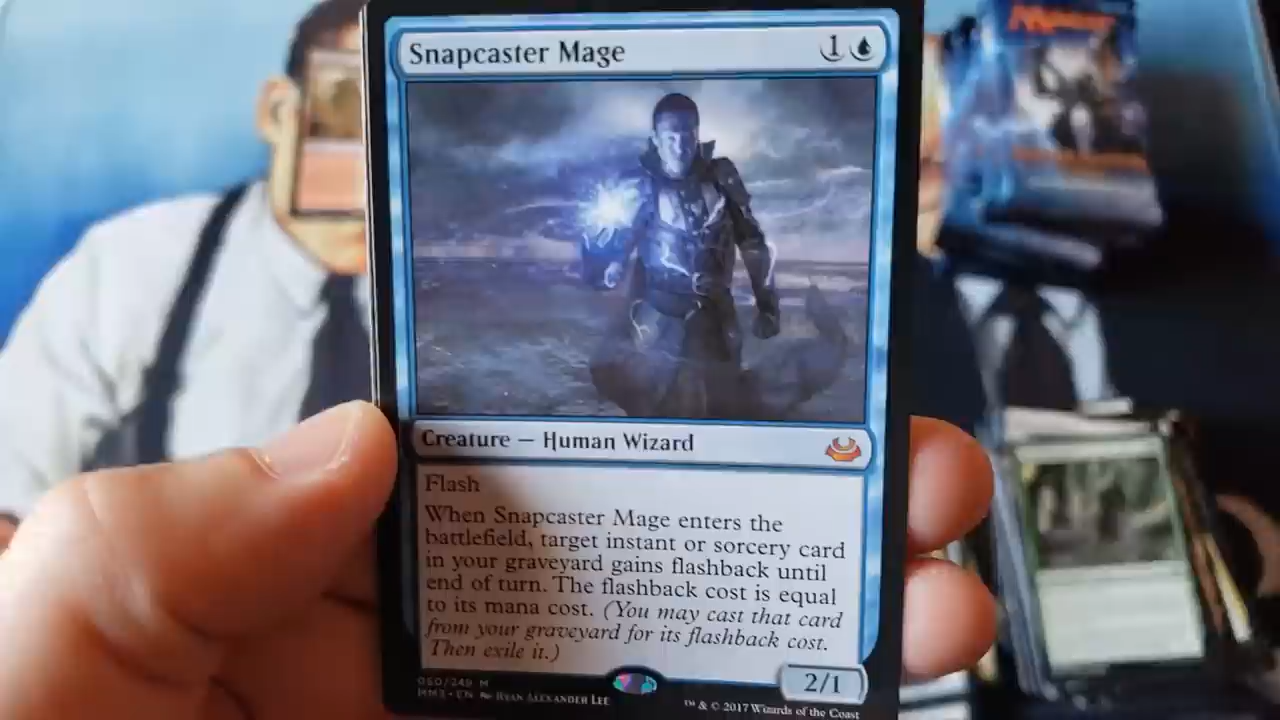 Snapcaster Mage 1
Creature — Human Wizard
Flash
When Snapcaster Mage enters the
battlefield, target instant or sorcery card
in your graveyard gains flashback until
end of turn. The flashback cost is equal
to its mana cost. (You may cast that card
from your graveyard for its flashback cost.
Then exile it.)
2/1
050/249 M
MM3 • EN Ryan Alexander Lee
™ & © 2017 Wizards of the Coast